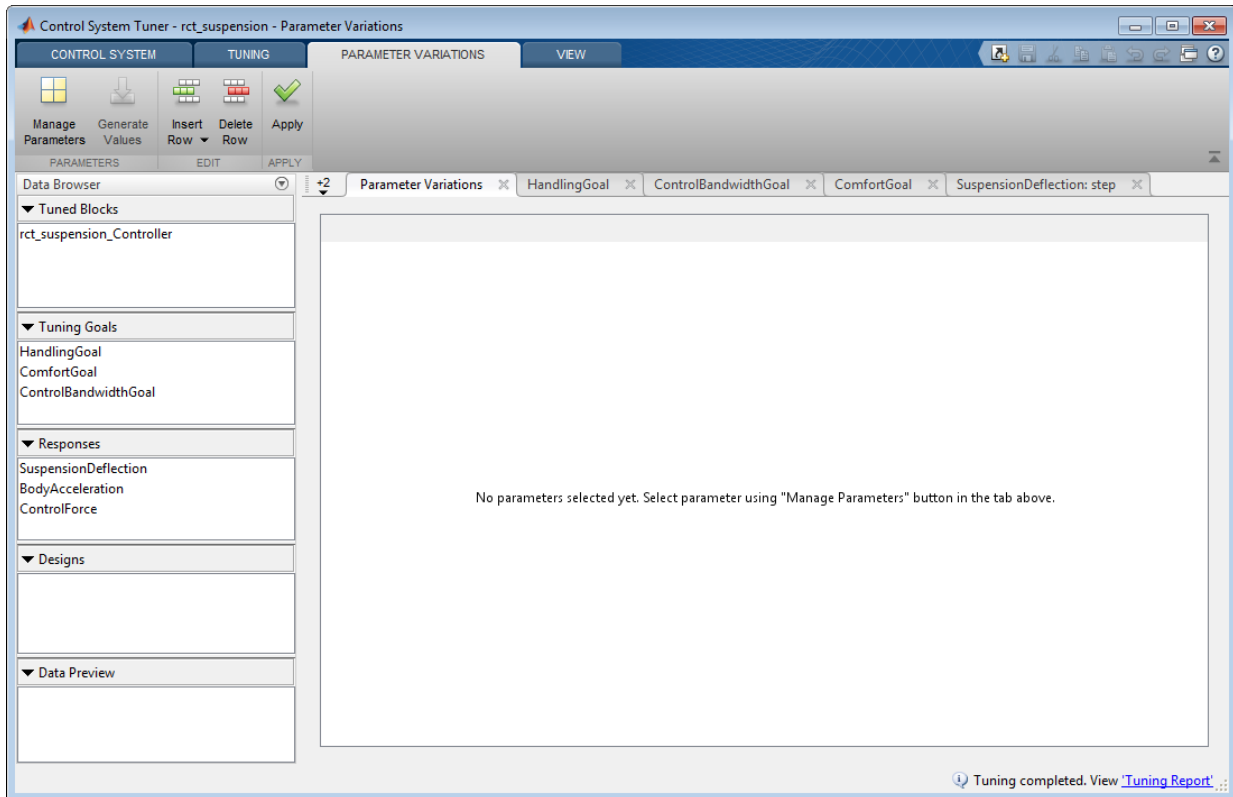 Control System Tuner - rct_suspension - Parameter Variations
CONTROL SYSTEM TUNING PARAMETER VARIATIONS VIEW
Manage Parameters
Generate Values
Insert Row
Delete Row
Apply
PARAMETERS EDIT APPLY
Data Browser
+2 Parameter Variations HandlingGoal ControlBandwidthGoal ComfortGoal SuspensionDeflection: step
Tuned Blocks
rct_suspension_Controller
Tuning Goals
HandlingGoal
ComfortGoal
ControlBandwidthGoal
Responses
SuspensionDeflection
BodyAcceleration
ControlForce
Designs
Data Preview
No parameters selected yet. Select parameter using "Manage Parameters" button in the tab above.
Tuning completed. View 'Tuning Report'